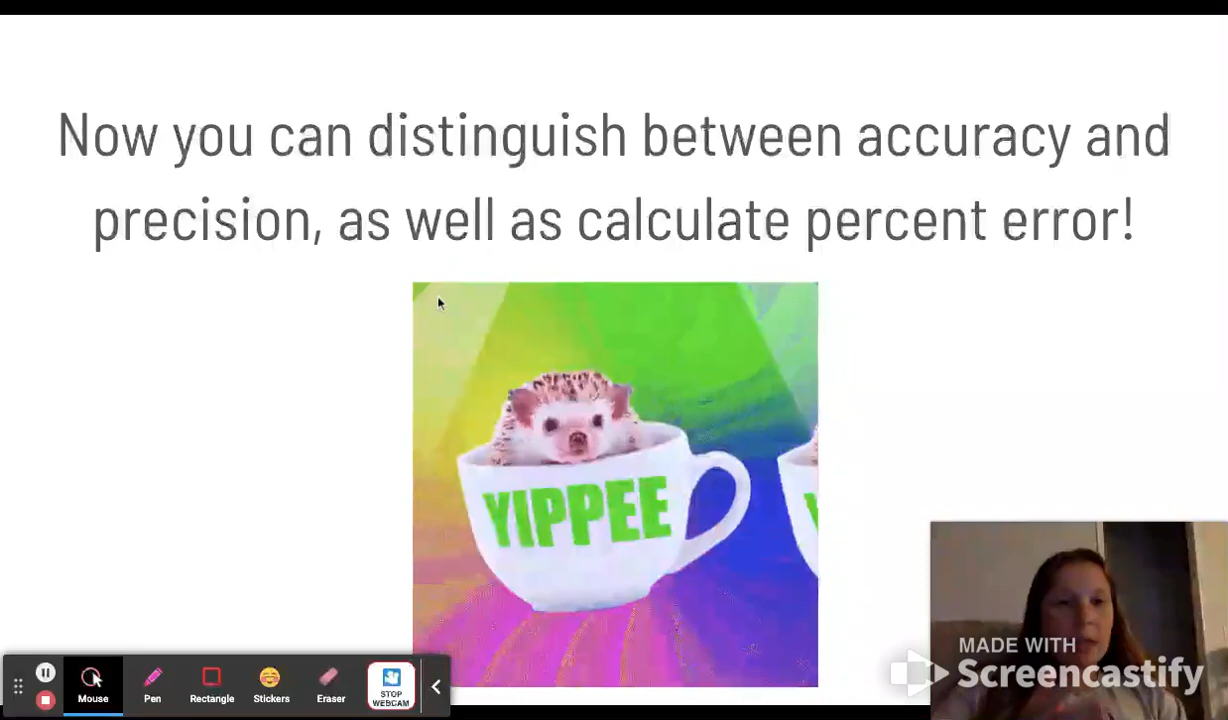 Now you can distinguish between accuracy and
precision, as well as calculate percent error!
YIPPEE
MADE WITH
Screencastify
Mouse
Pen
Rectangle
Stickers
Eraser
STOP
WEBCAM